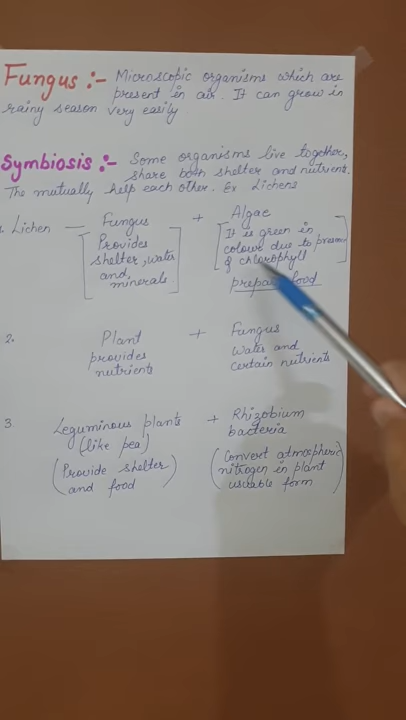 Fungus :- Microscopic organisms which are
present in air. It can grow in
rainy season very easily
Symbiosis :- Some organisms live together,
share both shelter and nutrients.
The mutually help each other. Ex Lichens
Lichen — Fungus + Algae
[Provides shelter, water and minerals]
[It is green in colour due to presen
of chlorophyll]
prepare food
2. Plant + Fungus
provides nutrients
Water and certain nutrients
3. Leguminous plants + Rhizobium bacteria
(like pea)
(Provide shelter and food)
(Convert atmospheric nitrogen in plant usuable form)